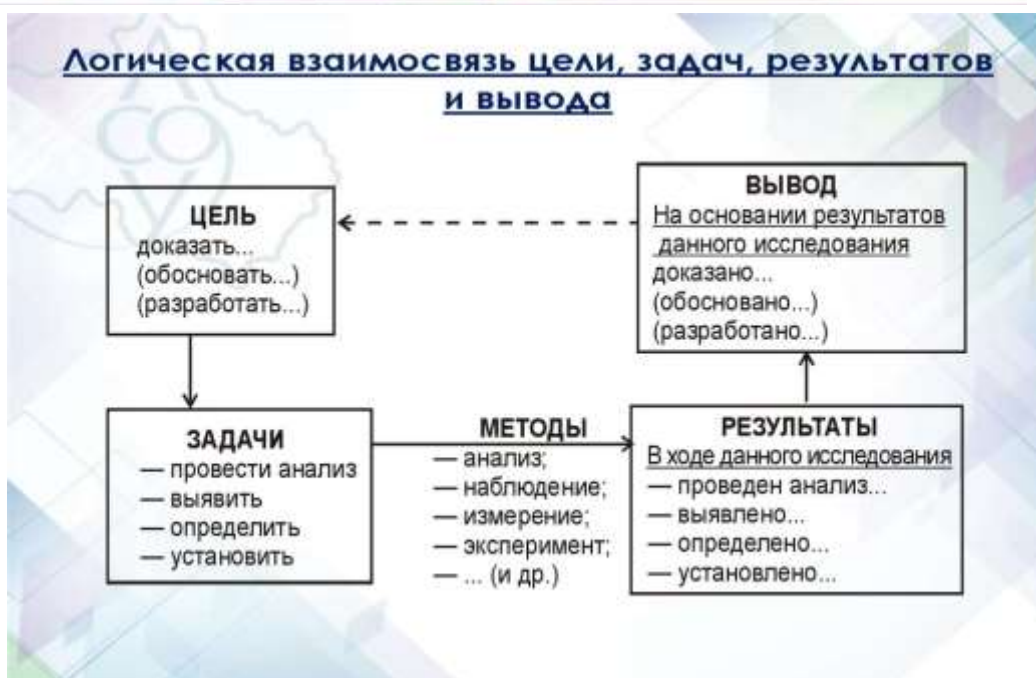 Логическая взаимосвязь цели, задач, результатов
и вывода
АСОУ
ЦЕЛЬ
доказать...
(обосновать...)
(разработать...)
ЗАДАЧИ
— провести анализ
— выявить
— определить
— установить
МЕТОДЫ
— анализ;
— наблюдение;
— измерение;
— эксперимент;
— ... (и др.)
РЕЗУЛЬТАТЫ
В ходе данного исследования
— проведен анализ...
— выявлено...
— определено...
— установлено...
ВЫВОД
На основании результатов
данного исследования
доказано...
(обосновано...)
(разработано...)